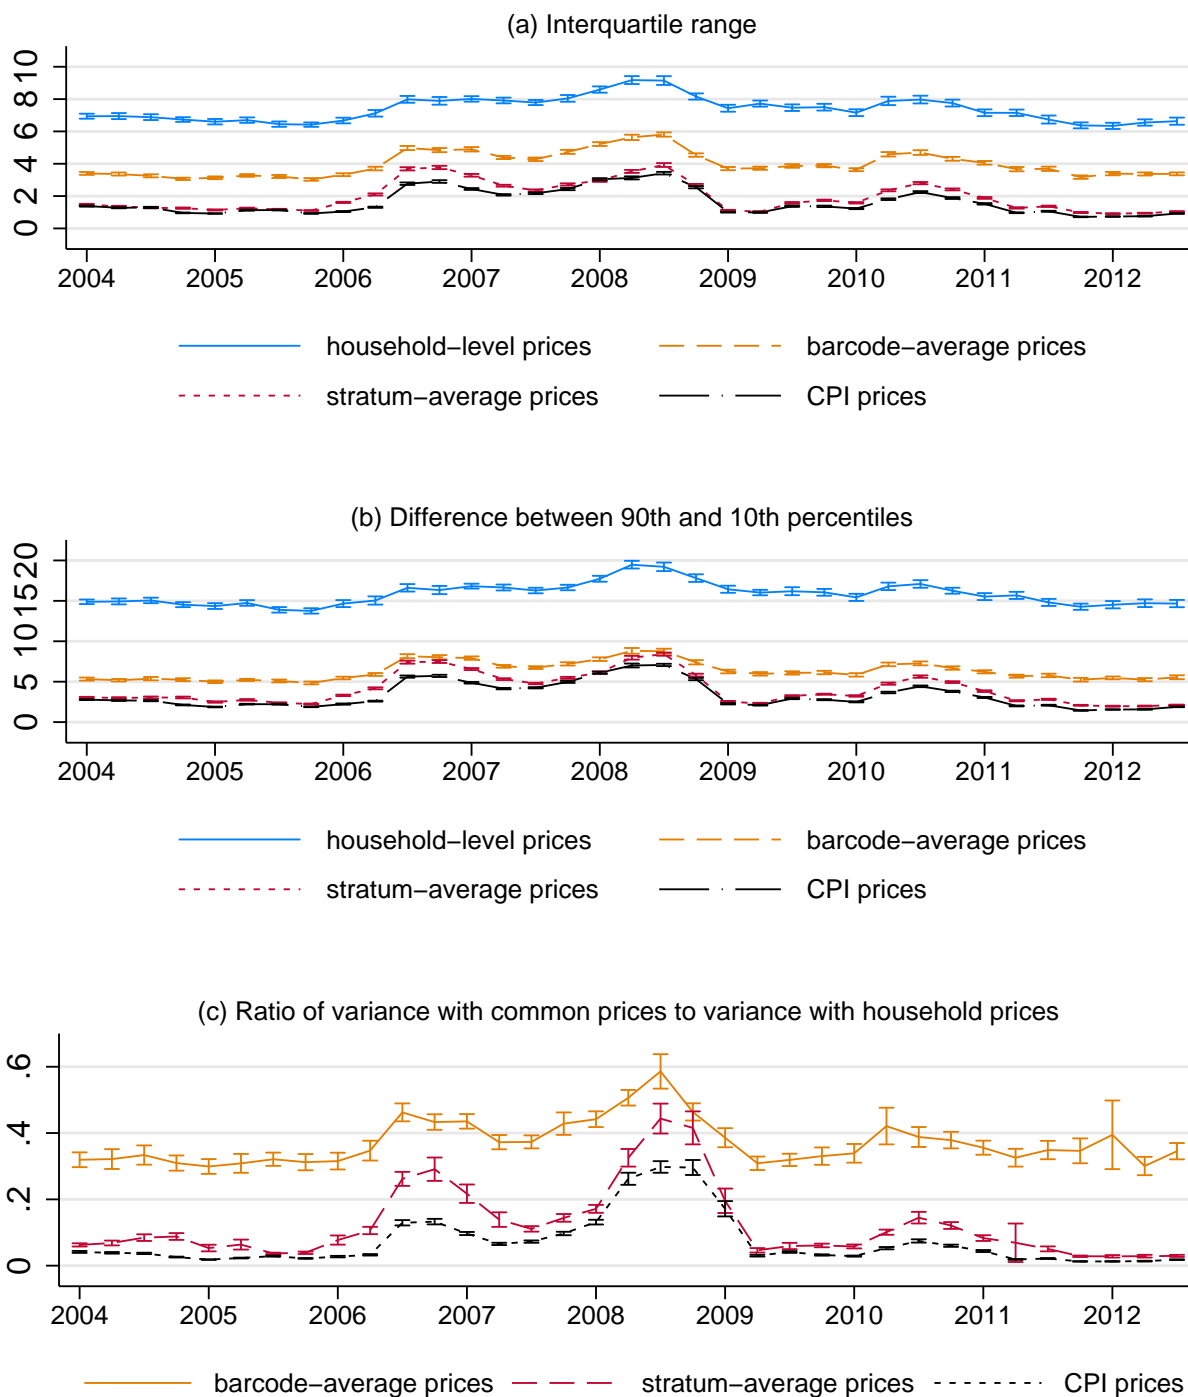 (a) Interquartile range
10
8
6
4
2
0
2004 2005 2006 2007 2008 2009 2010 2011 2012
household−level prices barcode−average prices
stratum−average prices CPI prices
(b) Difference between 90th and 10th percentiles
20
15
10
5
0
2004 2005 2006 2007 2008 2009 2010 2011 2012
household−level prices barcode−average prices
stratum−average prices CPI prices
(c) Ratio of variance with common prices to variance with household prices
.6
.4
.2
0
2004 2005 2006 2007 2008 2009 2010 2011 2012
barcode−average prices stratum−average prices CPI prices